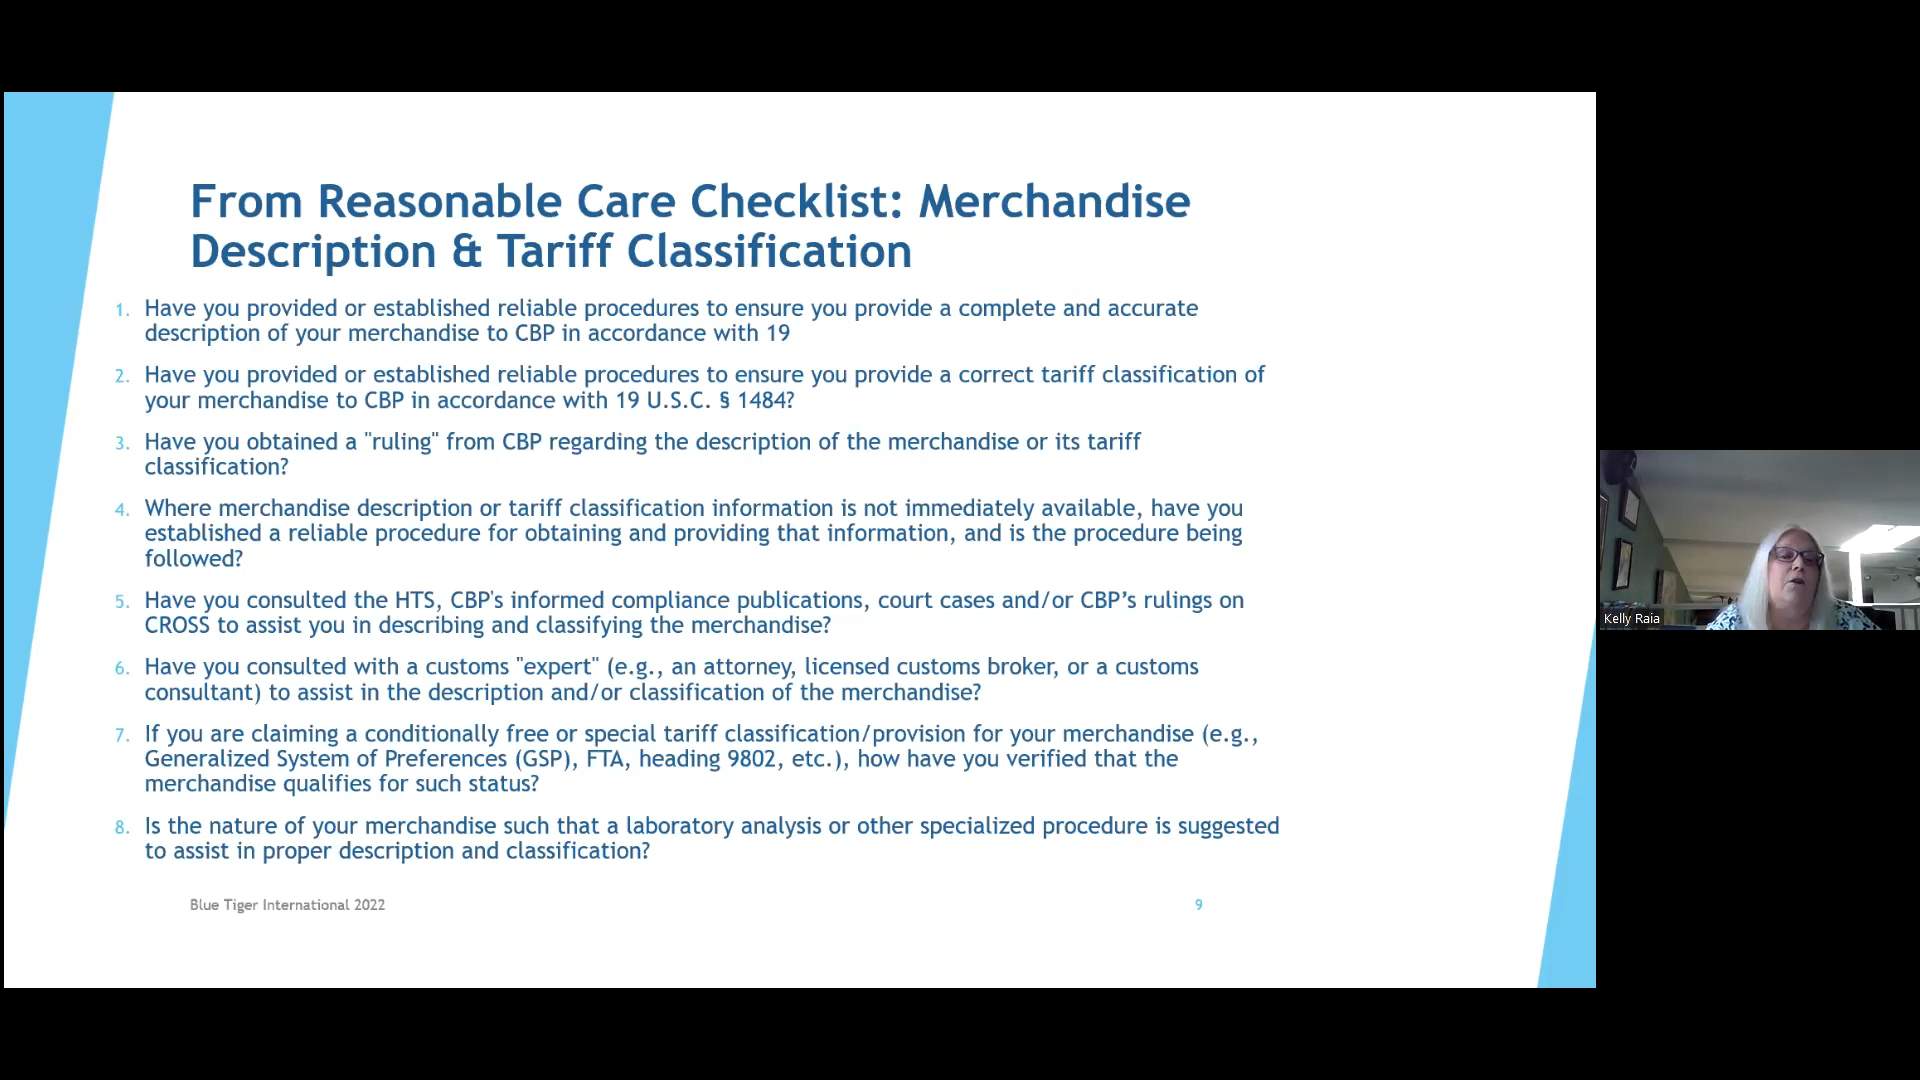 From Reasonable Care Checklist: Merchandise
Description & Tariff Classification
1. Have you provided or established reliable procedures to ensure you provide a complete and accurate
description of your merchandise to CBP in accordance with 19
2. Have you provided or established reliable procedures to ensure you provide a correct tariff classification of
your merchandise to CBP in accordance with 19 U.S.C. § 1484?
3. Have you obtained a "ruling" from CBP regarding the description of the merchandise or its tariff
classification?
4. Where merchandise description or tariff classification information is not immediately available, have you
established a reliable procedure for obtaining and providing that information, and is the procedure being
followed?
5. Have you consulted the HTS, CBP's informed compliance publications, court cases and/or CBP’s rulings on
CROSS to assist you in describing and classifying the merchandise?
6. Have you consulted with a customs "expert" (e.g., an attorney, licensed customs broker, or a customs
consultant) to assist in the description and/or classification of the merchandise?
7. If you are claiming a conditionally free or special tariff classification/provision for your merchandise (e.g.,
Generalized System of Preferences (GSP), FTA, heading 9802, etc.), how have you verified that the
merchandise qualifies for such status?
8. Is the nature of your merchandise such that a laboratory analysis or other specialized procedure is suggested
to assist in proper description and classification?
Blue Tiger International 2022
9
Kelly Raia